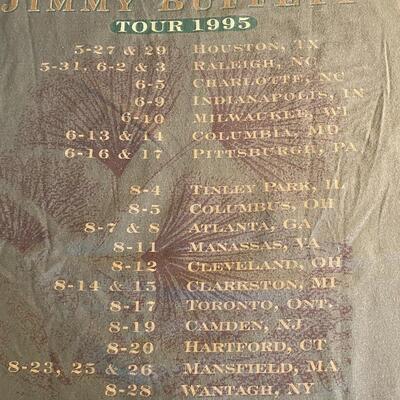 JIMMY BUFFETT
TOUR 1995
5-27 & 29 HOUSTON, TX
5-31, 6-2 & 3 RALEIGH, NC
6-5 CHARLOTTE, NC
6-9 INDIANAPOLIS, IN
6-10 MILWAUKEE, WI
6-13 & 14 COLUMBIA, MD
6-16 & 17 PITTSBURGH, PA
8-4 TINLEY PARK, IL
8-5 COLUMBUS, OH
8-7 & 8 ATLANTA, GA
8-11 MANASSAS, VA
8-12 CLEVELAND, OH
8-14 & 15 CLARKSTON, MI
8-17 TORONTO, ONT.
8-19 CAMDEN, NJ
8-20 HARTFORD, CT
8-23, 25 & 26 MANSFIELD, MA
8-28 WANTAGH, NY